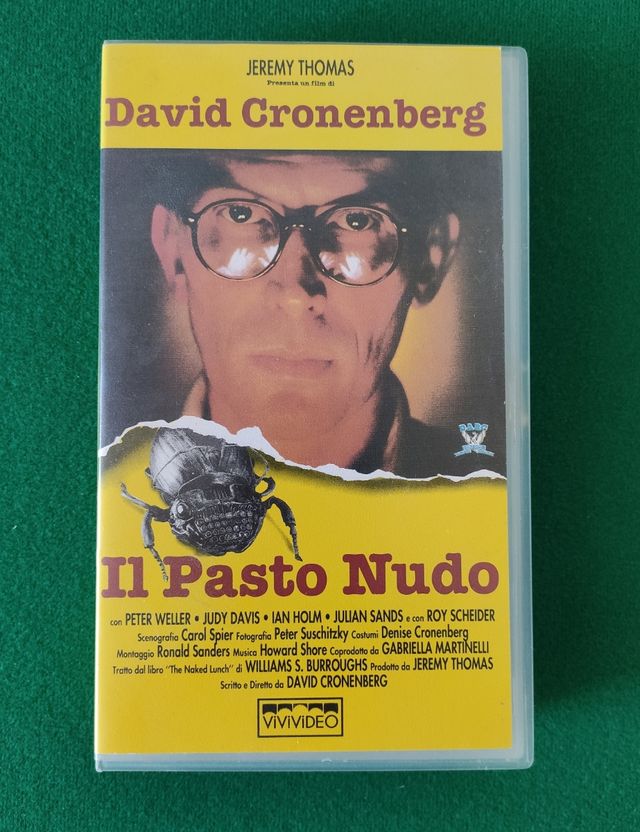 JEREMY THOMAS
Presenta un film di
David Cronenberg
Il Pasto Nudo
con PETER WELLER • JUDY DAVIS • IAN HOLM • JULIAN SANDS e con ROY SCHEIDER
Scenografia Carol Spier Fotografia Peter Suschitzky Costumi Denise Cronenberg
Montaggio Ronald Sanders Musica Howard Shore Coprodotto da GABRIELLA MARTINELLI
Tratto dal libro "The Naked Lunch" di WILLIAMS S. BURROUGHS Prodotto da JEREMY THOMAS
Scritto e Diretto da DAVID CRONENBERG
ViViViDEO